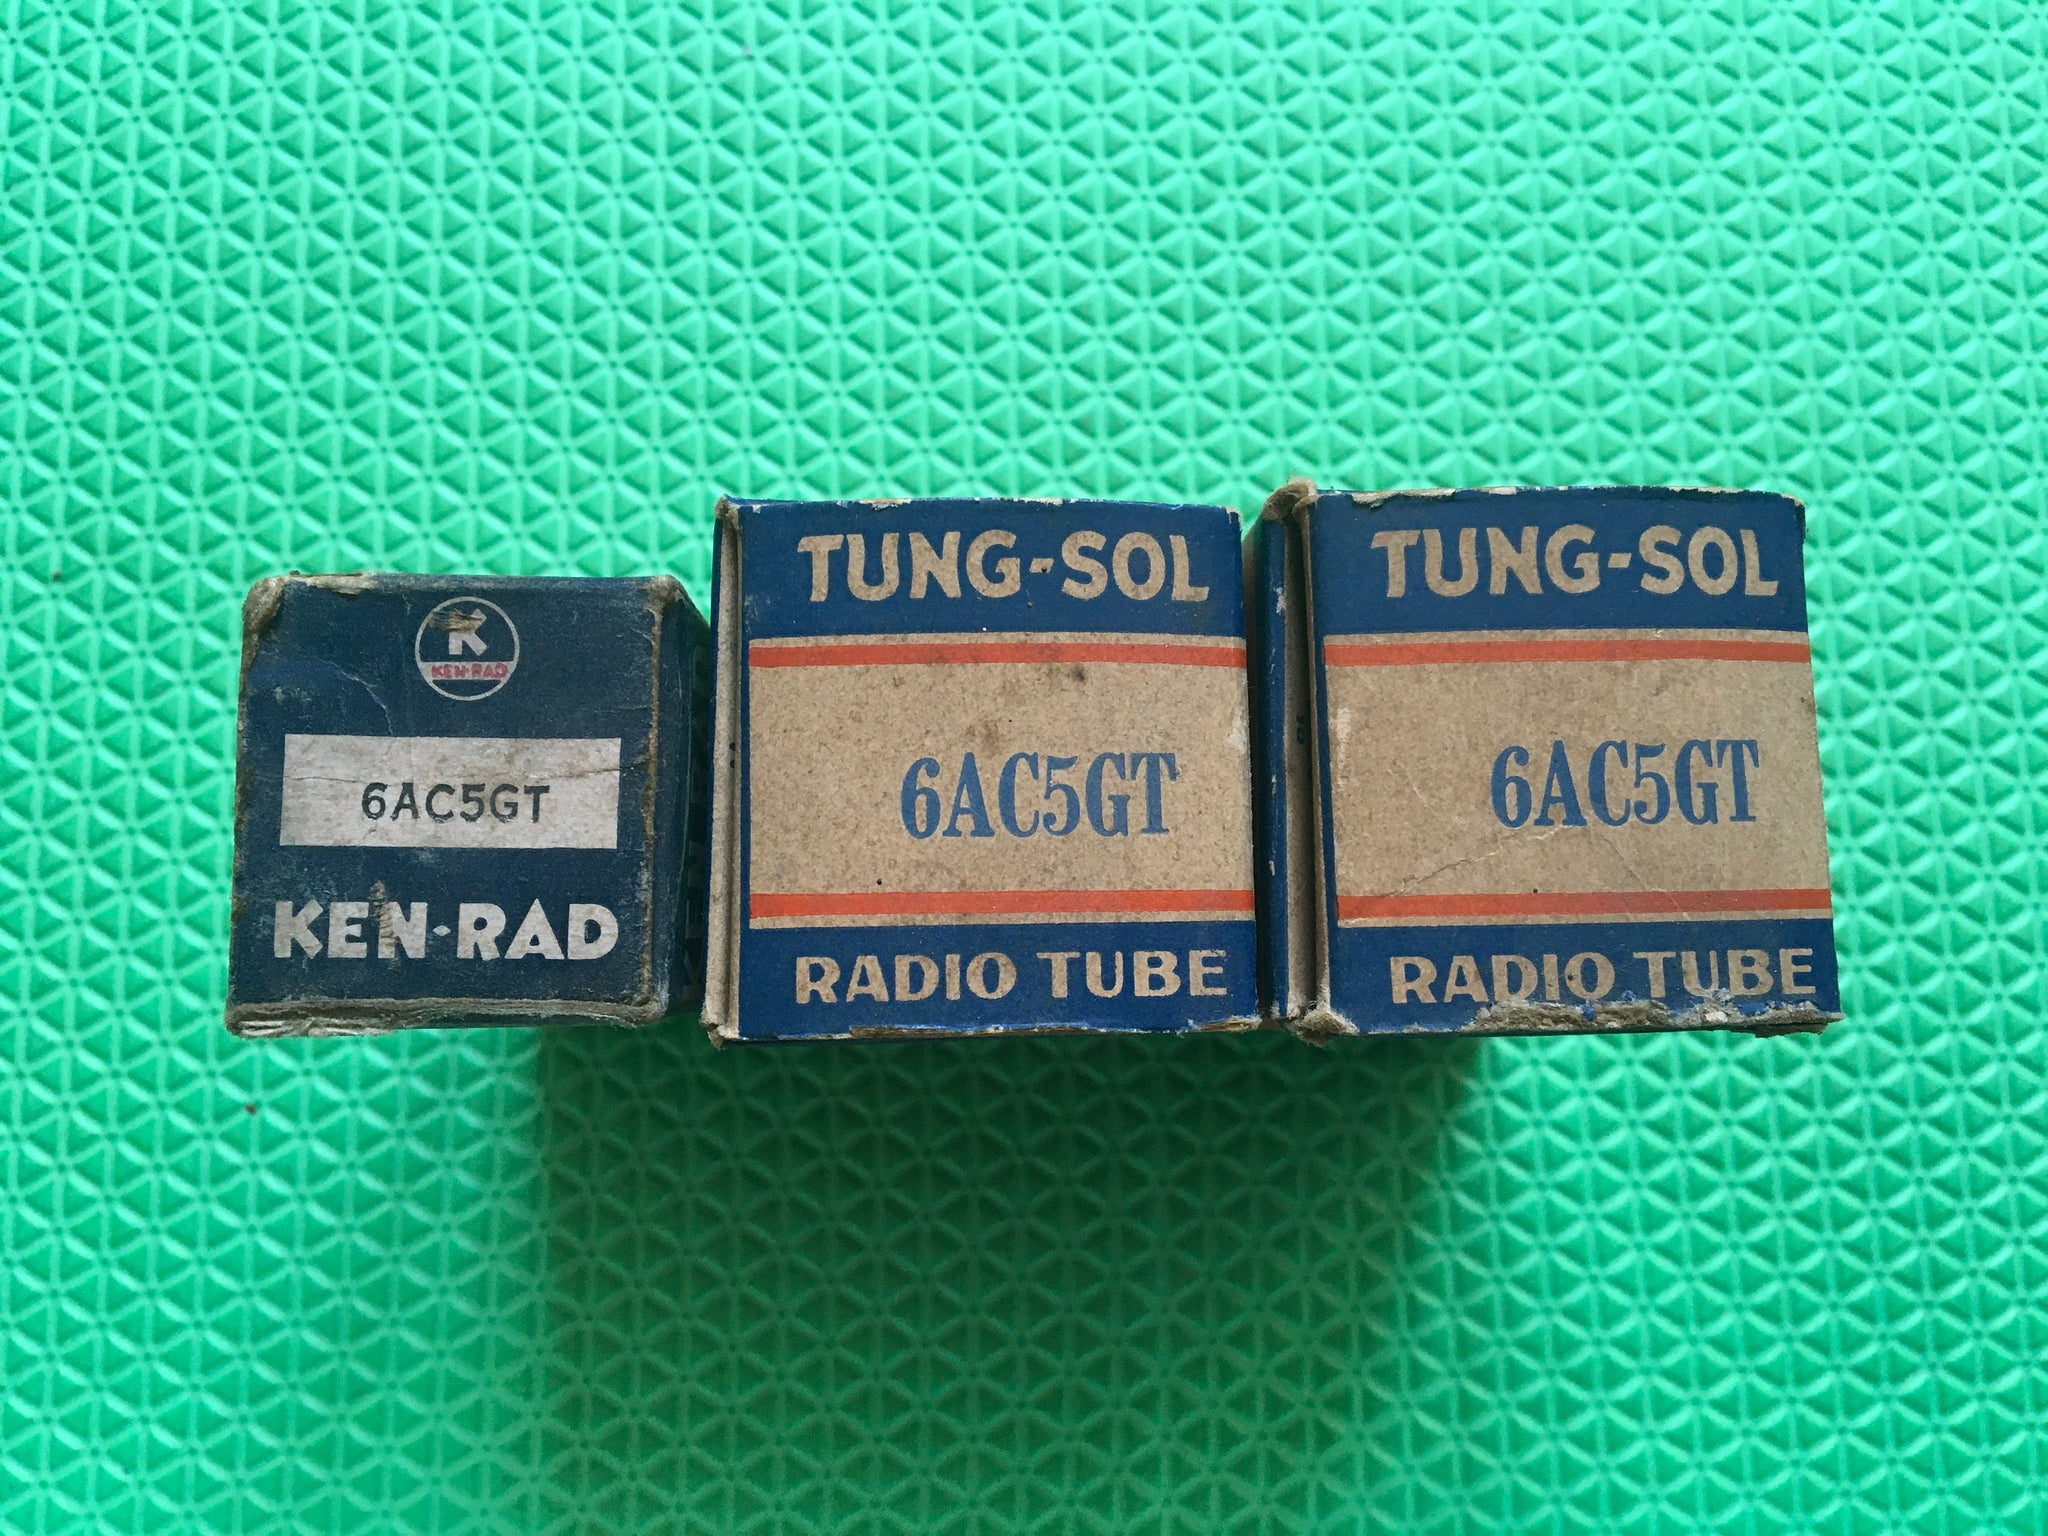 K
KEN-RAD
6AC5GT
KEN-RAD
TUNG-SOL
6AC5GT
RADIO TUBE
TUNG-SOL
6AC5GT
RADIO TUBE